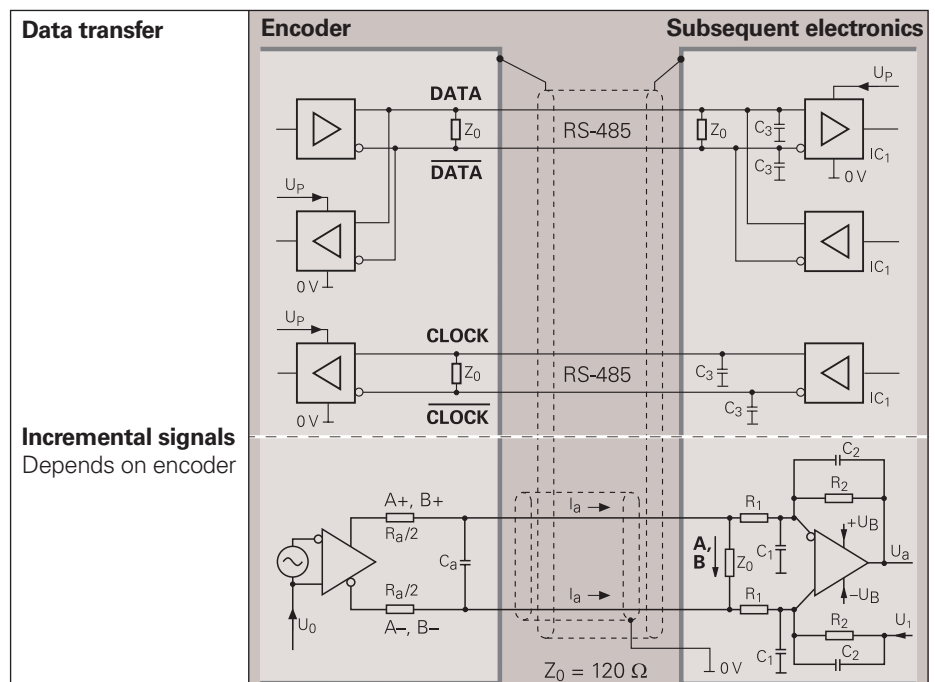 Data transfer
Encoder
Subsequent electronics
UP
DATA
Z0
RS-485
Z0
C3
DATA
C3
IC1
0 V
UP
0 V
IC1
UP
CLOCK
Z0
RS-485
C3
CLOCK
C3
IC1
0 V
Incremental signals
Depends on encoder
C2
R2
A+, B+
Ia
R1
+UB
Ra/2
A,
B
C1
Ua
Ca
Z0
Ra/2
Ia
R1
–UB
A–, B–
U0
R2
U1
C1
C2
Z0 = 120 Ω
0 V